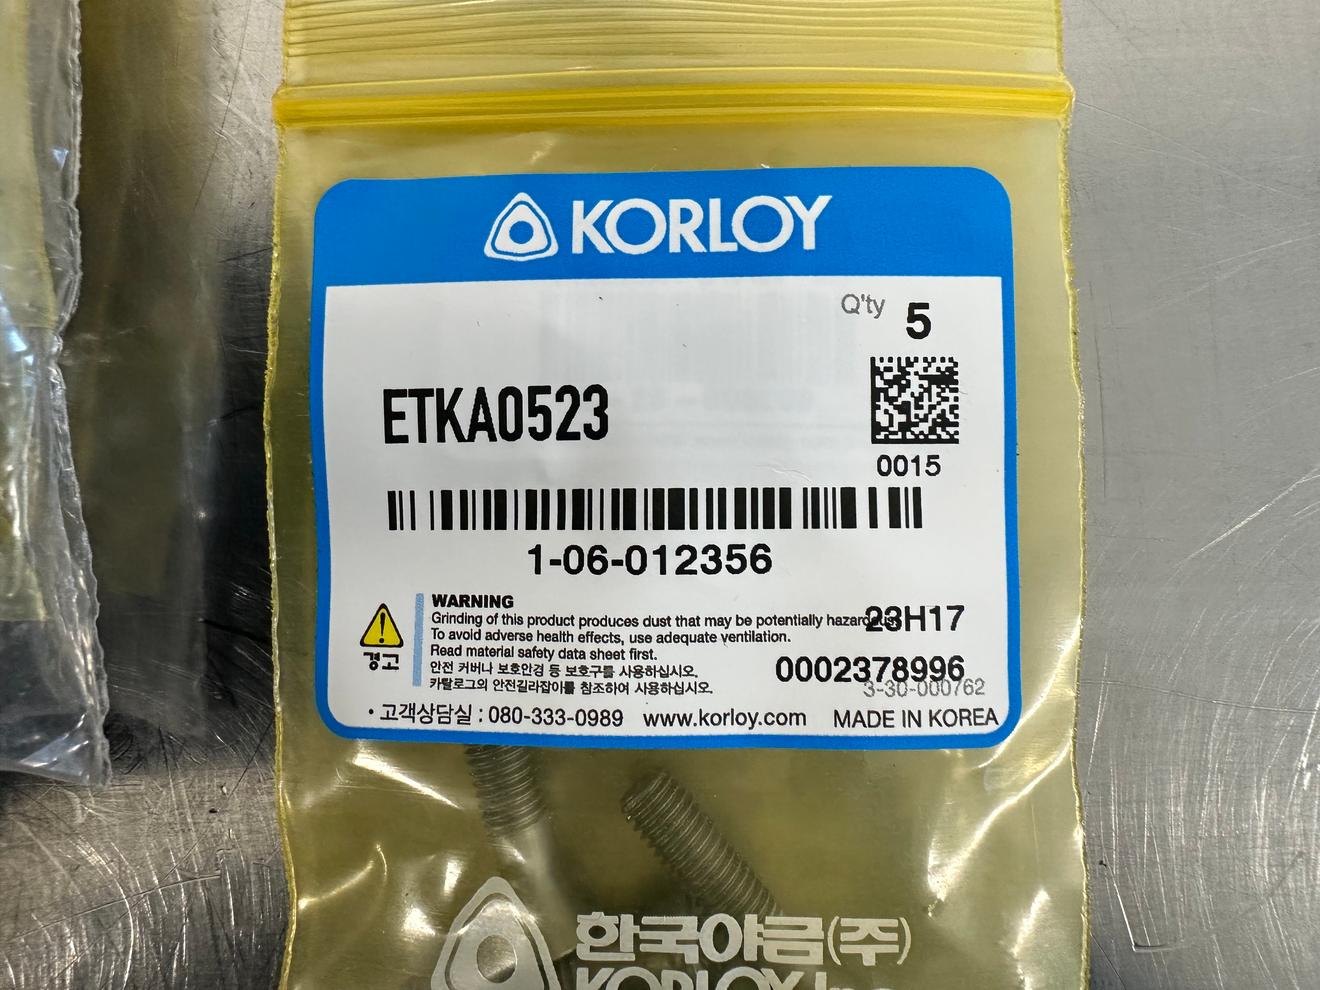 KORLOY
Q'ty 5
ETKA0523
0015
1-06-012356
WARNING
Grinding of this product produces dust that may be potentially hazardous.
23H17
To avoid adverse health effects, use adequate ventilation.
Read material safety data sheet first.
경고
안전 커버나 보호안경 등 보호구를 사용하십시오.
0002378996
카탈로그의 안전길라잡이를 참조하여 사용하십시오.
3-30-000762
· 고객상담실 : 080-333-0989 www.korloy.com MADE IN KOREA
한국야금(주)
KORLOY Inc